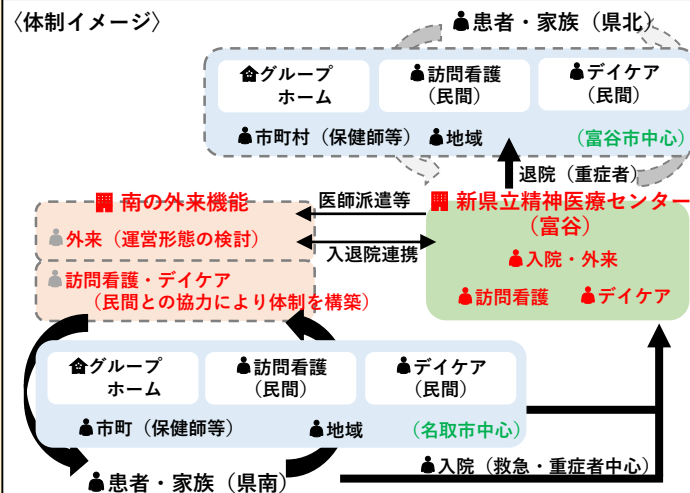 〈体制イメージ〉
患者・家族（県北）
グループ
ホーム
訪問看護
（民間）
デイケア
（民間）
市町村（保健師等）
地域
（富谷市中心）
退院（重症者）
南の外来機能
医師派遣等
新県立精神医療センター
（富谷）
外来（運営形態の検討）
入退院連携
入院・外来
訪問看護・デイケア
（民間との協力により体制を構築）
訪問看護
デイケア
グループ
ホーム
訪問看護
（民間）
デイケア
（民間）
市町（保健師等）
地域
（名取市中心）
患者・家族（県南）
入院（救急・重症者中心）